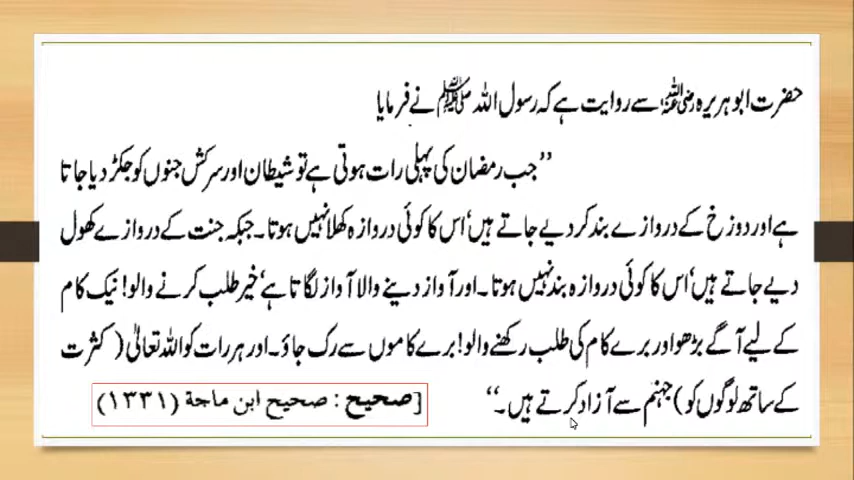 حضرت ابو ہریرہ رضی اللہ عنہ سے روایت ہے کہ رسول اللہ ﷺ نے فرمایا
”جب رمضان کی پہلی رات ہوتی ہے تو شیطان اور سرکش جنوں کو جکڑ دیا جاتا
ہے اور دوزخ کے دروازے بند کر دیے جاتے ہیں‘ اس کا کوئی دروازہ کھلا نہیں ہوتا۔ جبکہ جنت کے دروازے کھول
دیے جاتے ہیں‘ اس کا کوئی دروازہ بند نہیں ہوتا۔ اور آواز دینے والا آواز لگاتا ہے‘ خیر طلب کرنے والو! نیک کام
کے لیے آگے بڑھو اور برے کام کی طلب رکھنے والو! برے کاموں سے رک جاؤ۔ اور ہر رات کو اللہ تعالیٰ (کثرت
کے ساتھ لوگوں کو) جہنم سے آزاد کرتے ہیں۔“
[صحیح : صحیح ابن ماجة (۱۳۳۱)